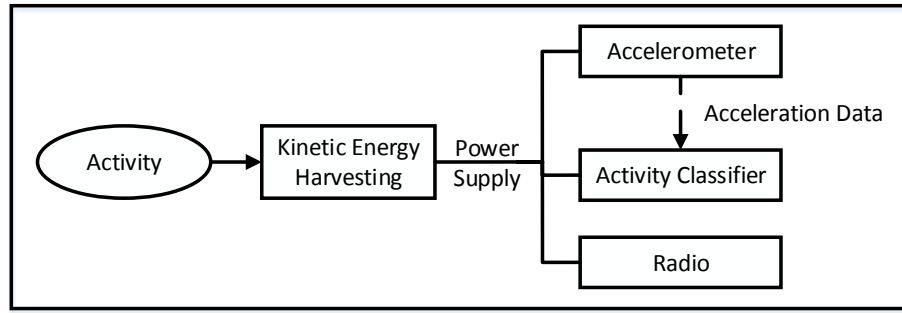 Activity
Kinetic Energy
Harvesting
Power
Supply
Accelerometer
Acceleration Data
Activity Classifier
Radio